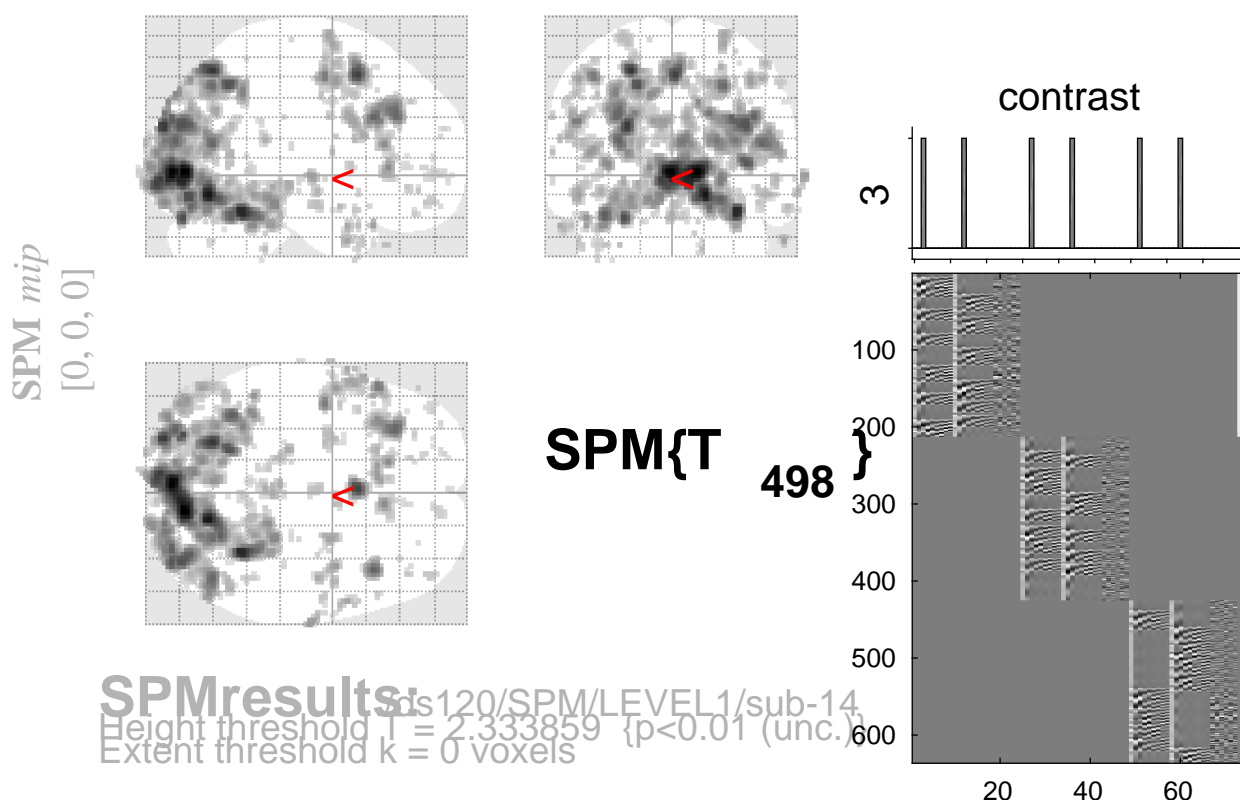 contrast
3
SPM mip
[0, 0, 0]
<
<
<
SPM{T498}
100
200
300
400
500
600
20 40 60
SPMresults: /ds120/SPM/LEVEL1/sub-14
Height threshold T = 2.333859 {p<0.01 (unc.)}
Extent threshold k = 0 voxels